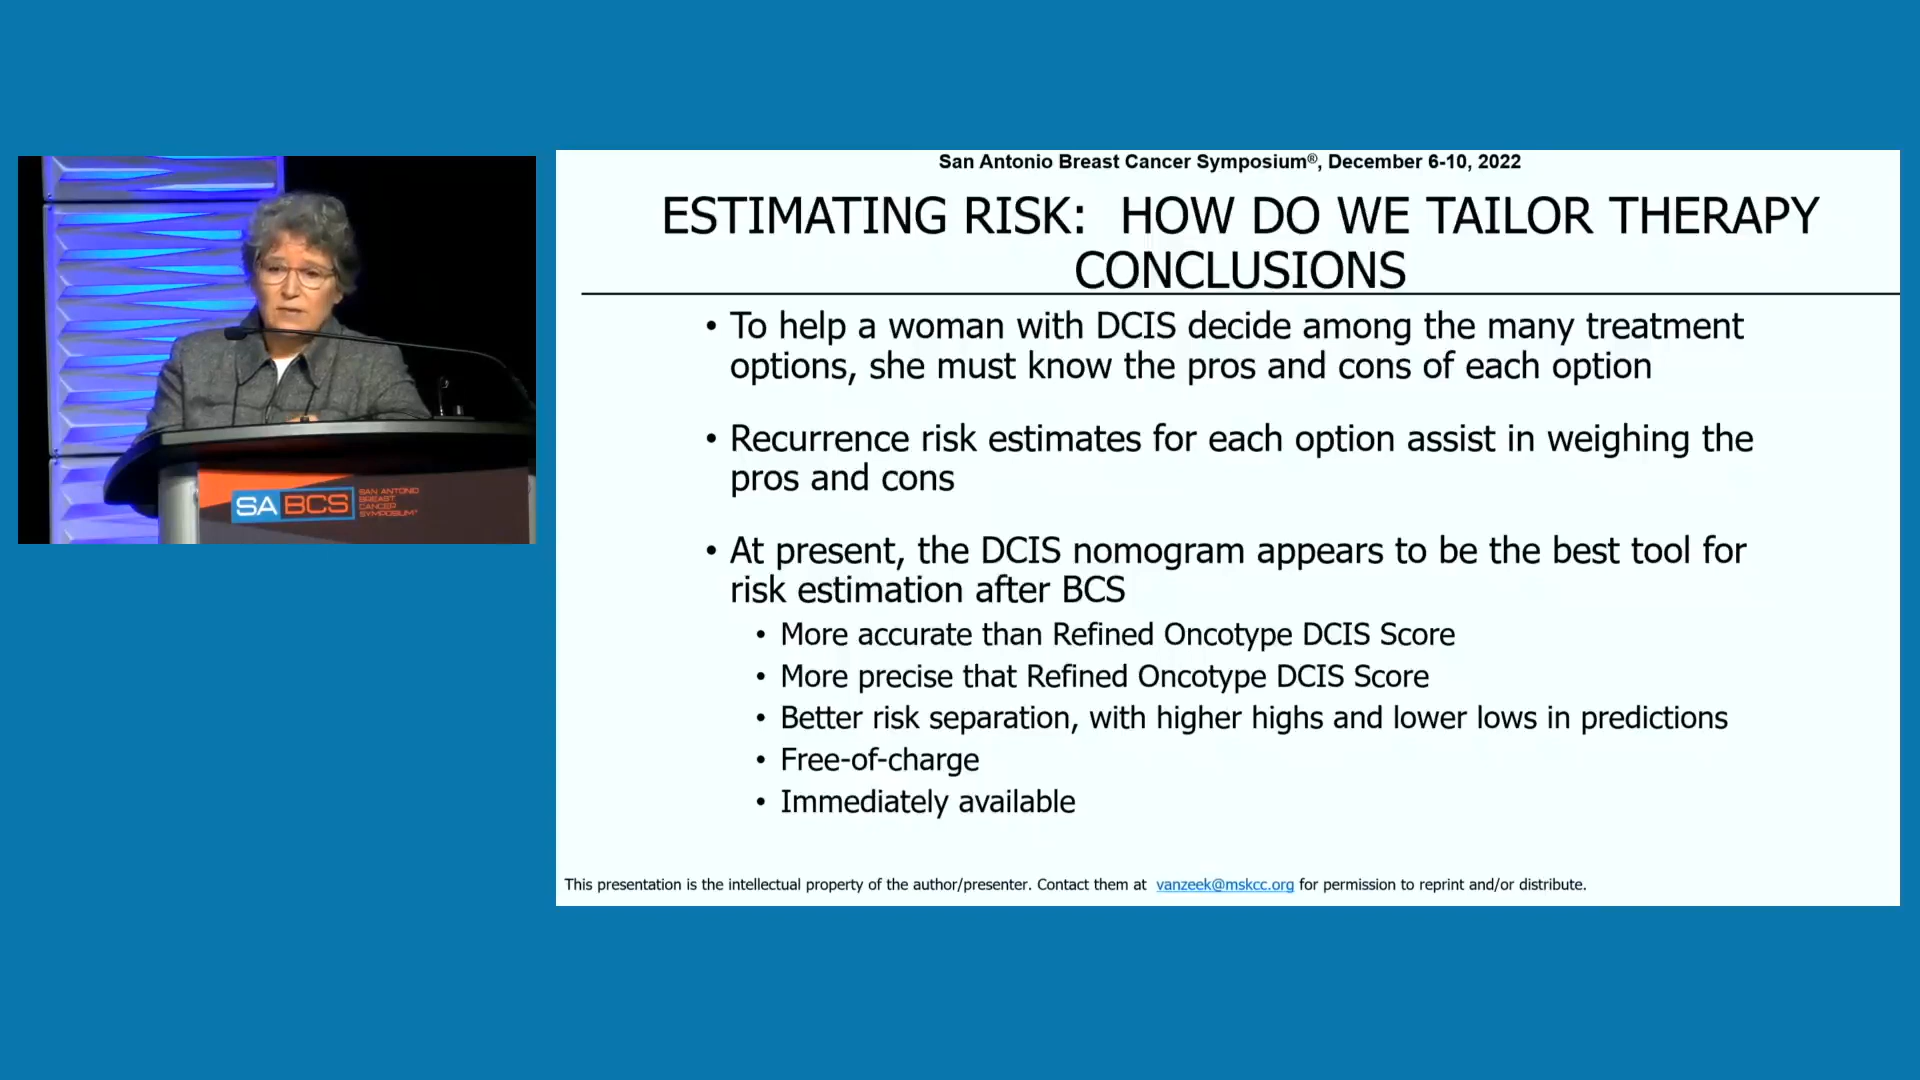 SA BCS
SAN ANTONIO
BREAST
CANCER
SYMPOSIUM
San Antonio Breast Cancer Symposium®, December 6-10, 2022
ESTIMATING RISK: HOW DO WE TAILOR THERAPY
CONCLUSIONS
• To help a woman with DCIS decide among the many treatment
options, she must know the pros and cons of each option
• Recurrence risk estimates for each option assist in weighing the
pros and cons
• At present, the DCIS nomogram appears to be the best tool for
risk estimation after BCS
• More accurate than Refined Oncotype DCIS Score
• More precise that Refined Oncotype DCIS Score
• Better risk separation, with higher highs and lower lows in predictions
• Free-of-charge
• Immediately available
This presentation is the intellectual property of the author/presenter. Contact them at vanzeek@mskcc.org for permission to reprint and/or distribute.